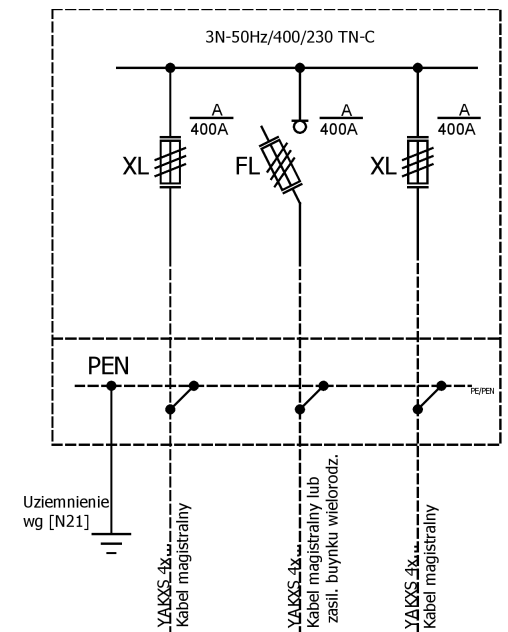 3N-50Hz/400/230 TN-C
A
400A
A
400A
A
400A
XL
FL
XL
PEN
PE/PEN
Uziemnienie
wg [N21]
YAKXS 4x...
Kabel magistralny
YAKXS 4x...
Kabel magistralny lub
zasil. buynku wielorodz.
YAKXS 4x...
Kabel magistralny